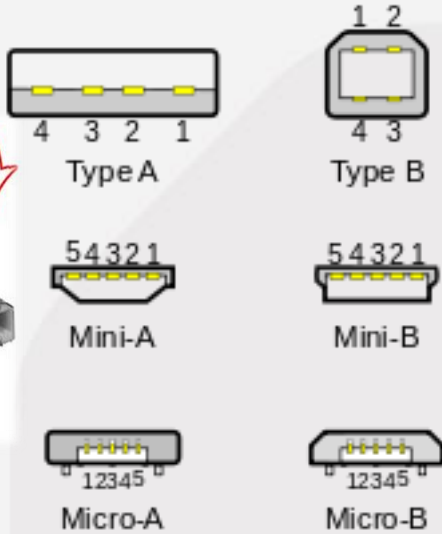 1 2
4 3 2 1
4 3
Type A
Type B
54321
54321
Mini-A
Mini-B
12345
12345
Micro-A
Micro-B